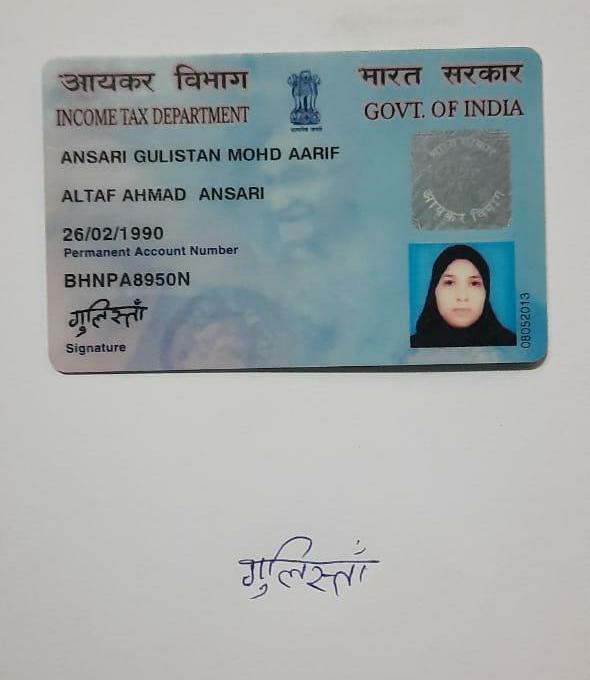 आयकर विभाग
INCOME TAX DEPARTMENT
भारत सरकार
GOVT. OF INDIA
ANSARI GULISTAN MOHD AARIF
ALTAF AHMAD ANSARI
26/02/1990
Permanent Account Number
BHNPA8950N
गुलिस्ताँ
Signature
आयकर विभाग
08052013
गुलिस्ताँ